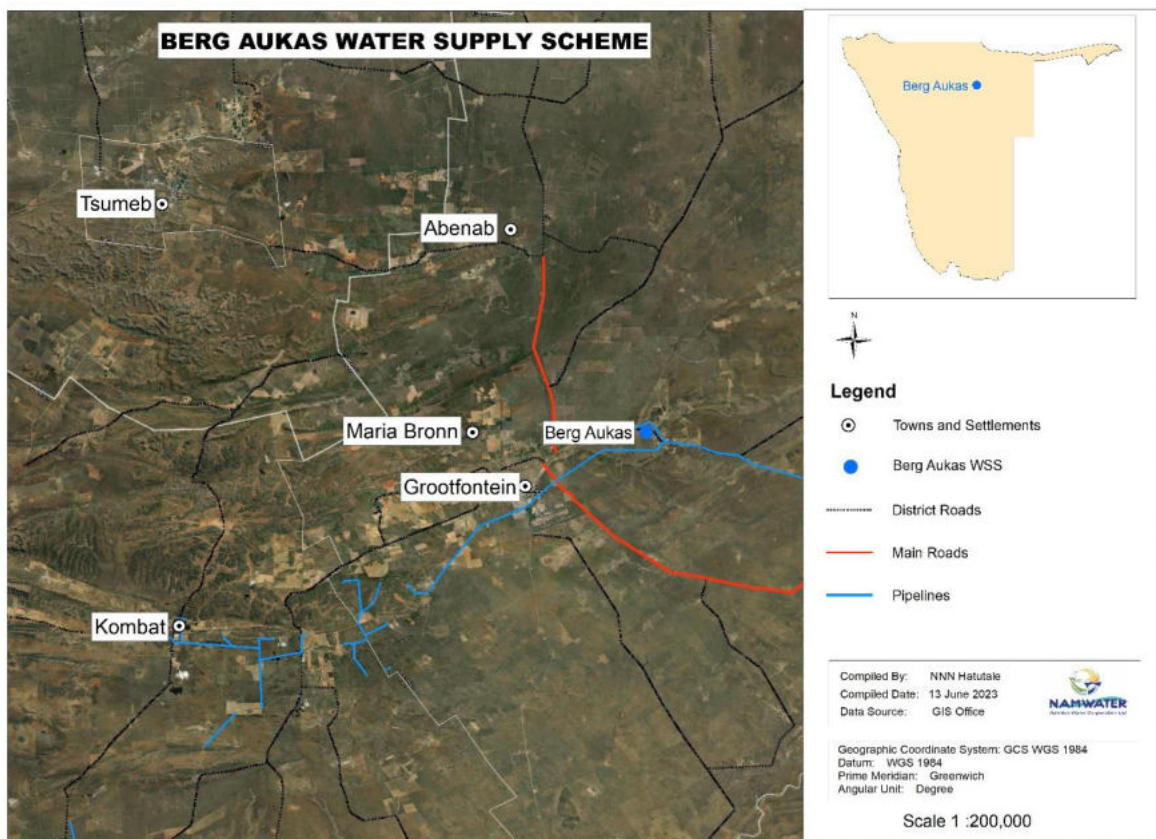 BERG AUKAS WATER SUPPLY SCHEME
Tsumeb
Abenab
Maria Bronn
Berg Aukas
Grootfontein
Kombat
Berg Aukas
N
Legend
Towns and Settlements
Berg Aukas WSS
District Roads
Main Roads
Pipelines
Compiled By: NNN Hatutale
Compiled Date: 13 June 2023
Data Source: GIS Office
NAMWATER
Geographic Coordinate System: GCS WGS 1984
Datum: WGS 1984
Prime Meridian: Greenwich
Angular Unit: Degree
Scale 1 :200,000